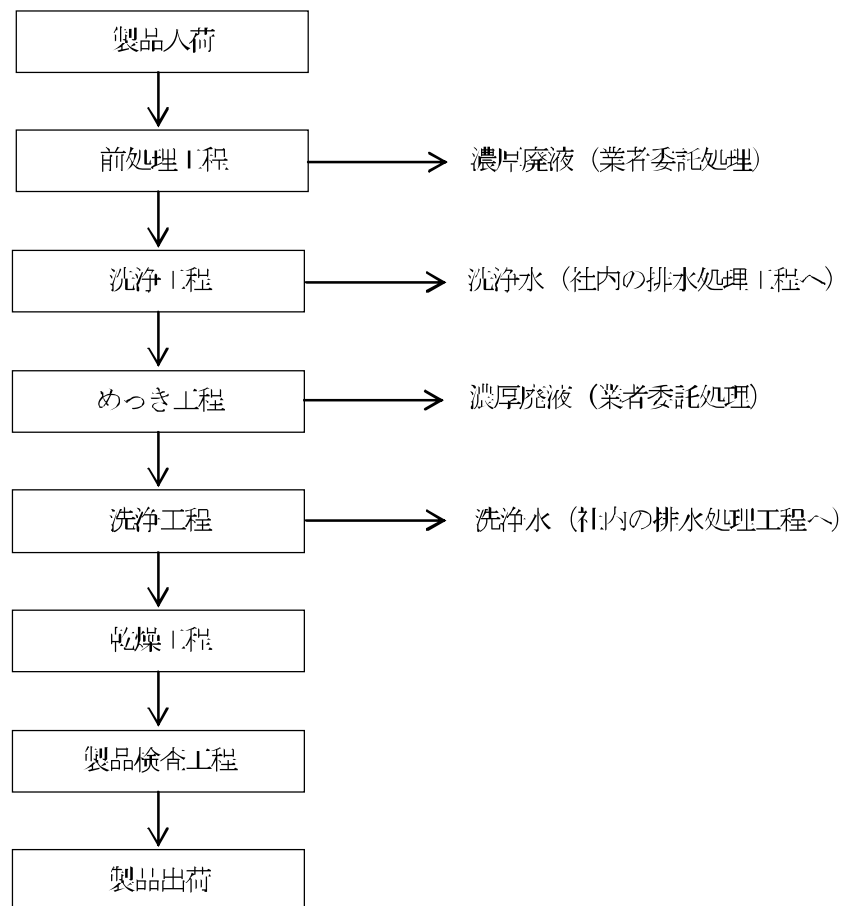 製品入荷
前処理工程
濃厚廃液（業者委託処理）
洗浄工程
洗浄水（社内の排水処理工程へ）
めっき工程
濃厚廃液（業者委託処理）
洗浄工程
洗浄水（社内の排水処理工程へ）
乾燥工程
製品検査工程
製品出荷